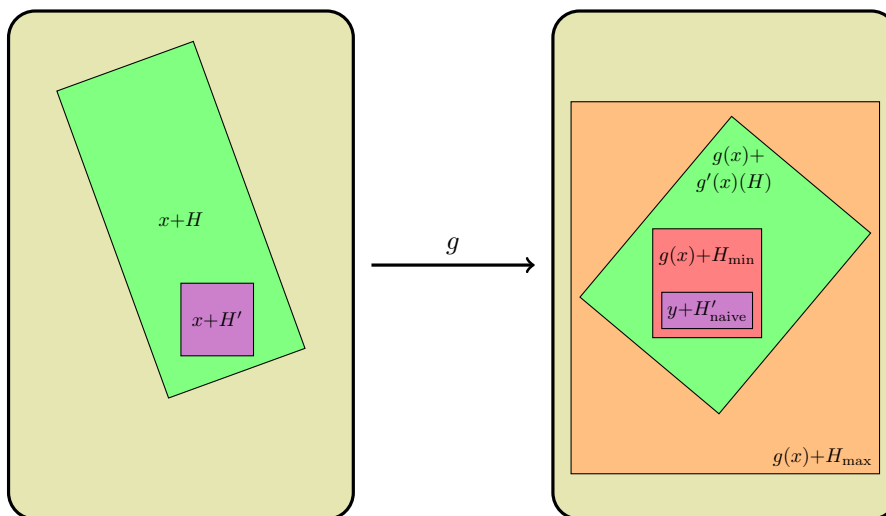 x+H
x+H′
g
g(x)+
g′(x)(H)
g(x)+H_min
y+H′_naive
g(x)+H_max